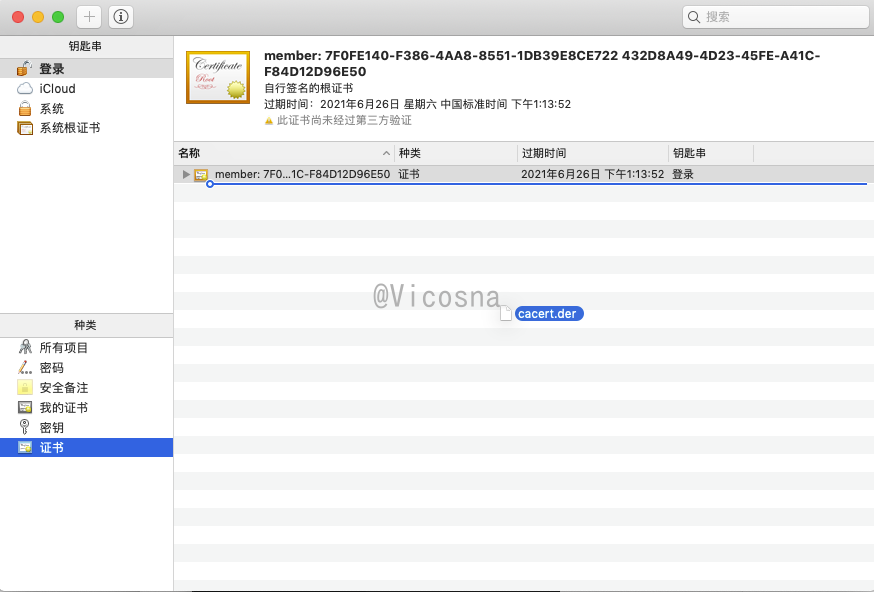 搜索
钥匙串
登录
iCloud
系统
系统根证书
Certificate
Root
member: 7F0FE140-F386-4AA8-8551-1DB39E8CE722 432D8A49-4D23-45FE-A41C-
F84D12D96E50
自行签名的根证书
过期时间：2021年6月26日 星期六 中国标准时间 下午1:13:52
此证书尚未经过第三方验证
名称 种类 过期时间 钥匙串
member: 7F0...1C-F84D12D96E50 证书 2021年6月26日 下午1:13:52 登录
@Vicosna
cacert.der
种类
所有项目
密码
安全备注
我的证书
密钥
证书